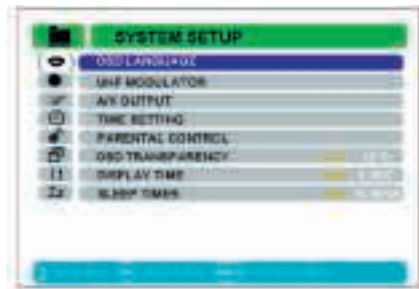 SYSTEM SETUP
OSD LANGUAGE
UHF MODULATOR
A/V OUTPUT
TIME SETTING
PARENTAL CONTROL
OSD TRANSPARENCY
DISPLAY TIME
SLEEP TIMER